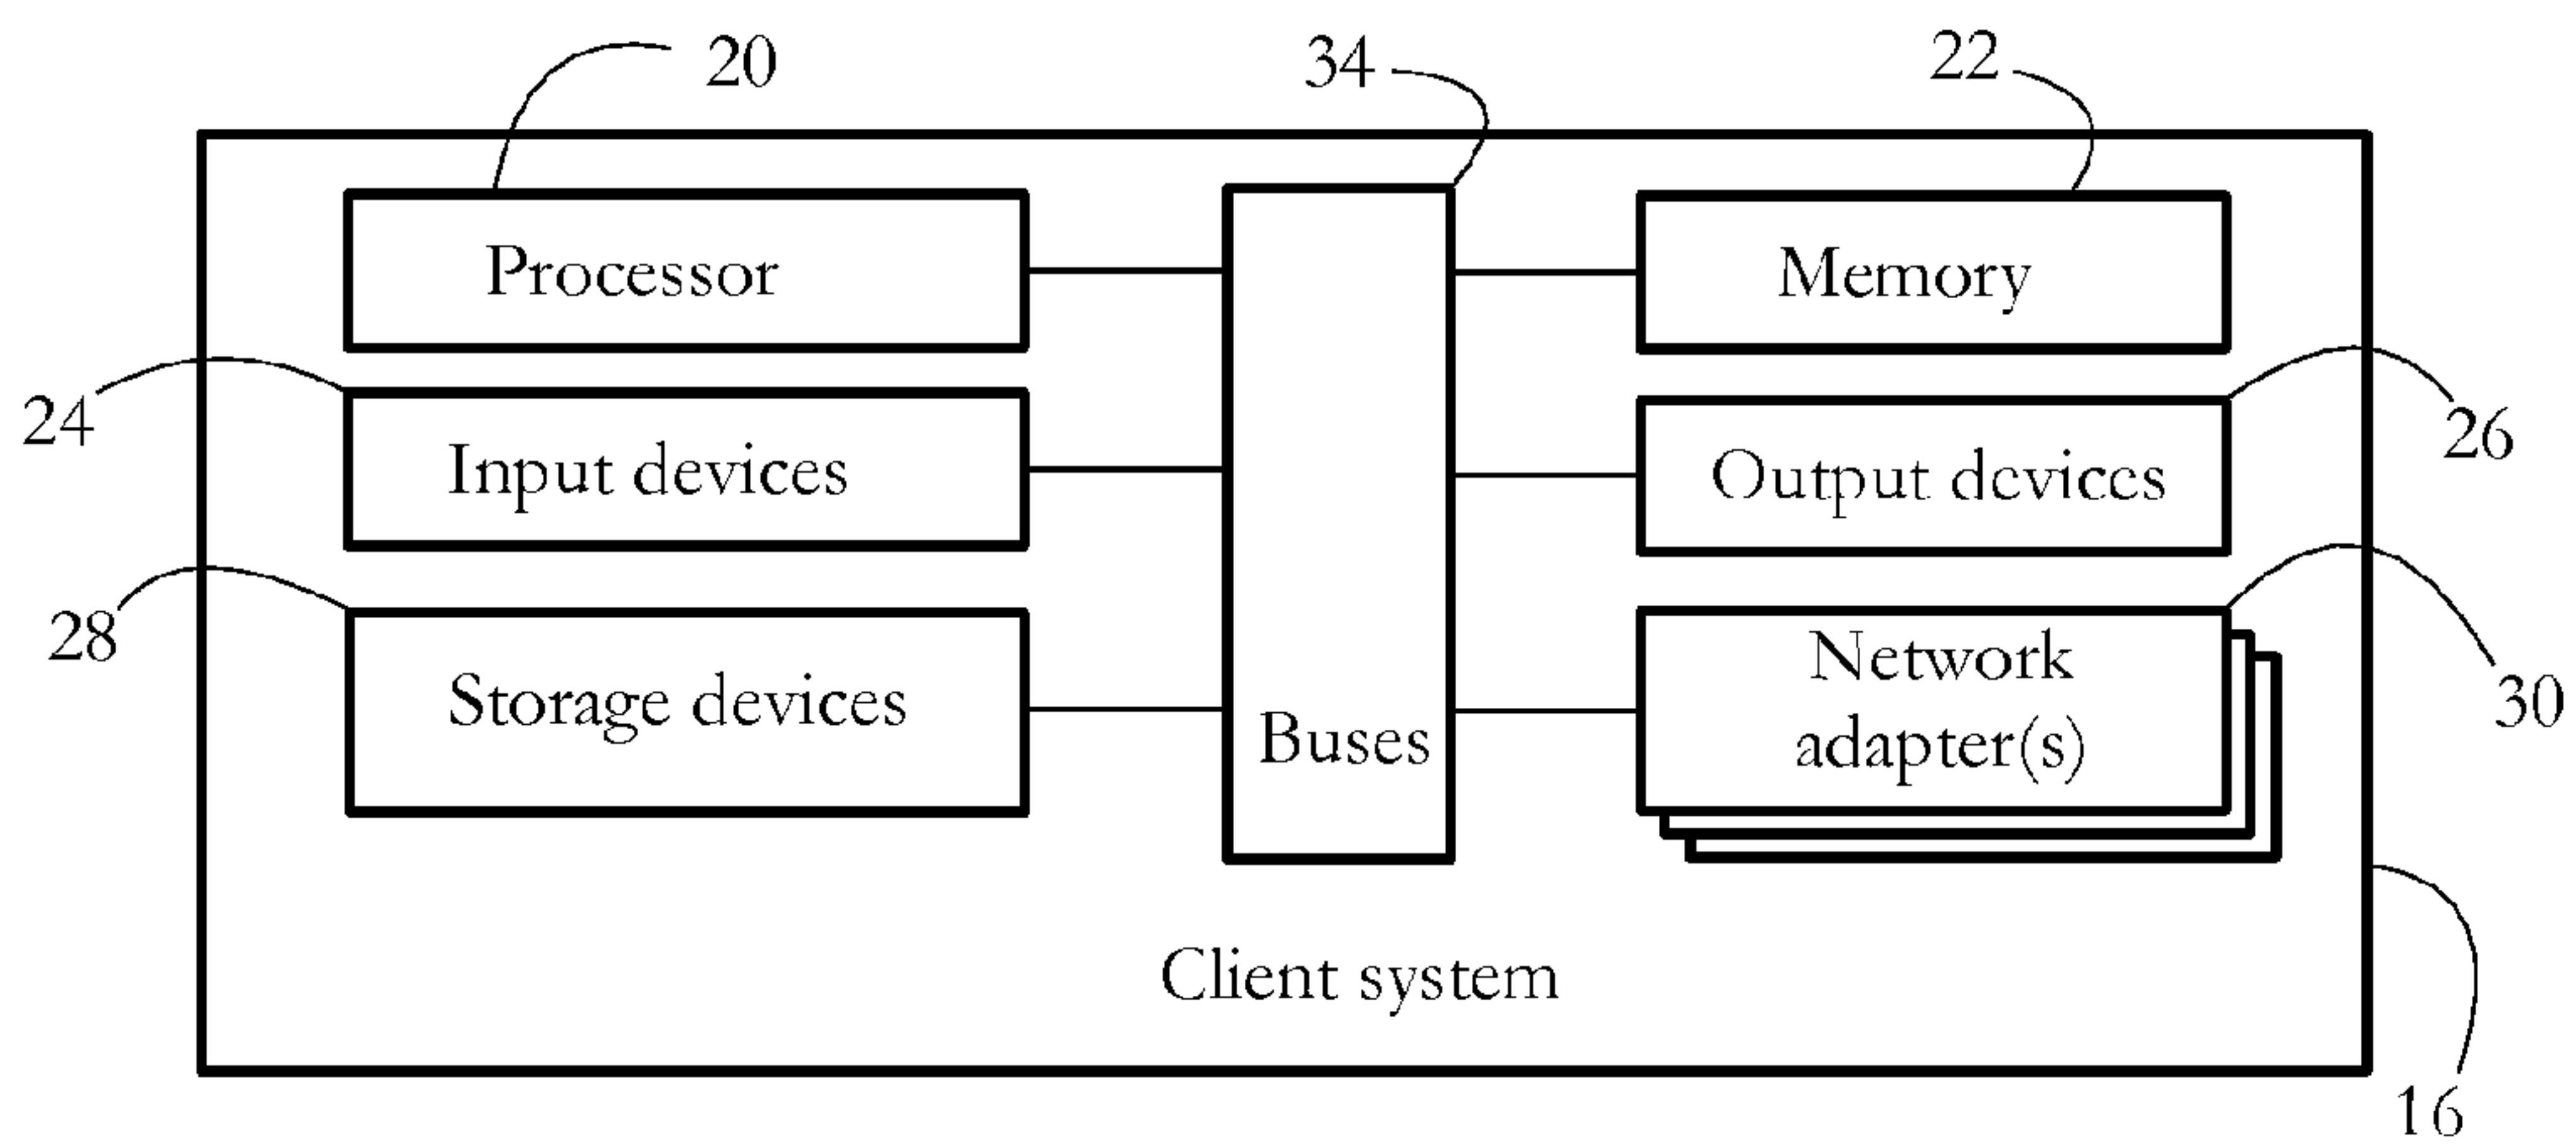 20
34
22
Processor
Memory
24
Input devices
Output devices
26
28
Storage devices
Buses
Network
adapter(s)
30
Client system
16